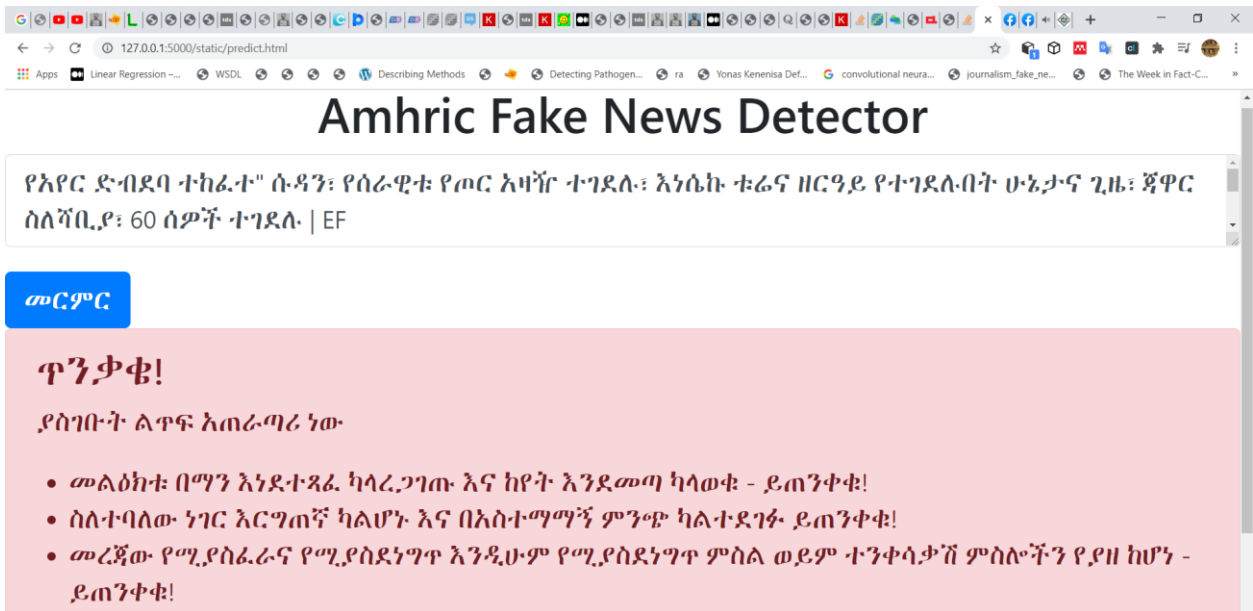 127.0.0.1:5000/static/predict.html
Apps Linear Regression –... WSDL Describing Methods Detecting Pathogen... ra Yonas Kenenisa Def... convolutional neura... journalism_fake_ne... The Week in Fact-C... »
Amhric Fake News Detector
የአየር ድብደባ ተከፈተ" ሱዳን፣ የሰራዊቱ የጦር አዛዥ ተገደሉ፣ እነሴኩ ቱሬና ዘርዓይ የተገደሉበት ሁኔታና ጊዜ፣ ጃዋር
ስለሻቢያ፣ 60 ሰዎች ተገደሉ | EF
መርምር
ጥንቃቄ!
ያስገቡት ልጥፍ አጠራጣሪ ነው
• መልዕክቱ በማን እነደተጻፈ ካላረጋገጡ እና ከየት እንደመጣ ካላወቁ - ይጠንቀቁ!
• ስለተባለው ነገር እርግጠኛ ካልሆኑ እና በአስተማማኝ ምንጭ ካልተደገፉ ይጠንቀቁ!
• መረጃው የሚያስፈራና የሚያስደነግጥ እንዲሁም የሚያስደነግጥ ምስል ወይም ተንቀሳቃሽ ምስሎችን የያዘ ከሆነ -
ይጠንቀቁ!